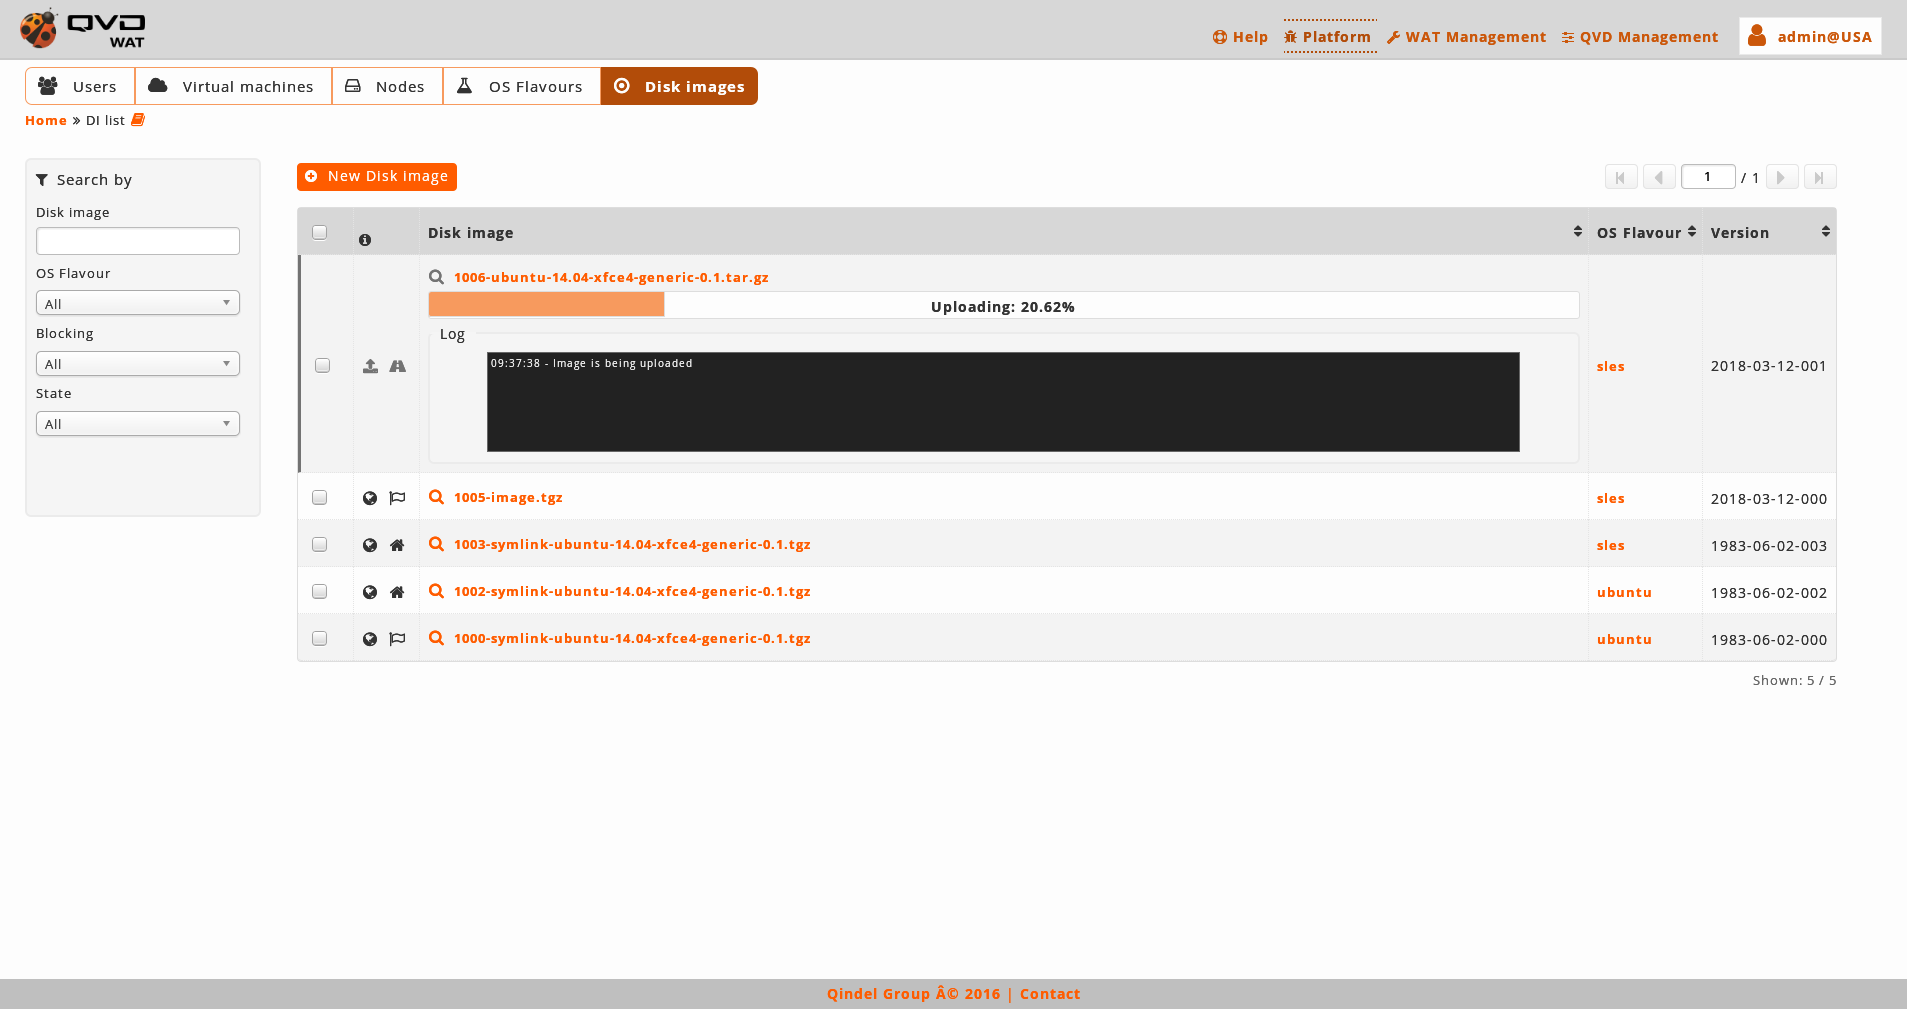 QVD
WAT
Help Platform WAT Management QVD Management admin@USA
Users Virtual machines Nodes OS Flavours Disk images
Home » DI list
Search by
Disk image
OS Flavour
All
Blocking
All
State
All
New Disk image
1 / 1
Disk image OS Flavour Version
1006-ubuntu-14.04-xfce4-generic-0.1.tar.gz
Uploading: 20.62%
Log
09:37:38 - Image is being uploaded
sles 2018-03-12-001
1005-image.tgz sles 2018-03-12-000
1003-symlink-ubuntu-14.04-xfce4-generic-0.1.tgz sles 1983-06-02-003
1002-symlink-ubuntu-14.04-xfce4-generic-0.1.tgz ubuntu 1983-06-02-002
1000-symlink-ubuntu-14.04-xfce4-generic-0.1.tgz ubuntu 1983-06-02-000
Shown: 5 / 5
Qindel Group Â© 2016 | Contact